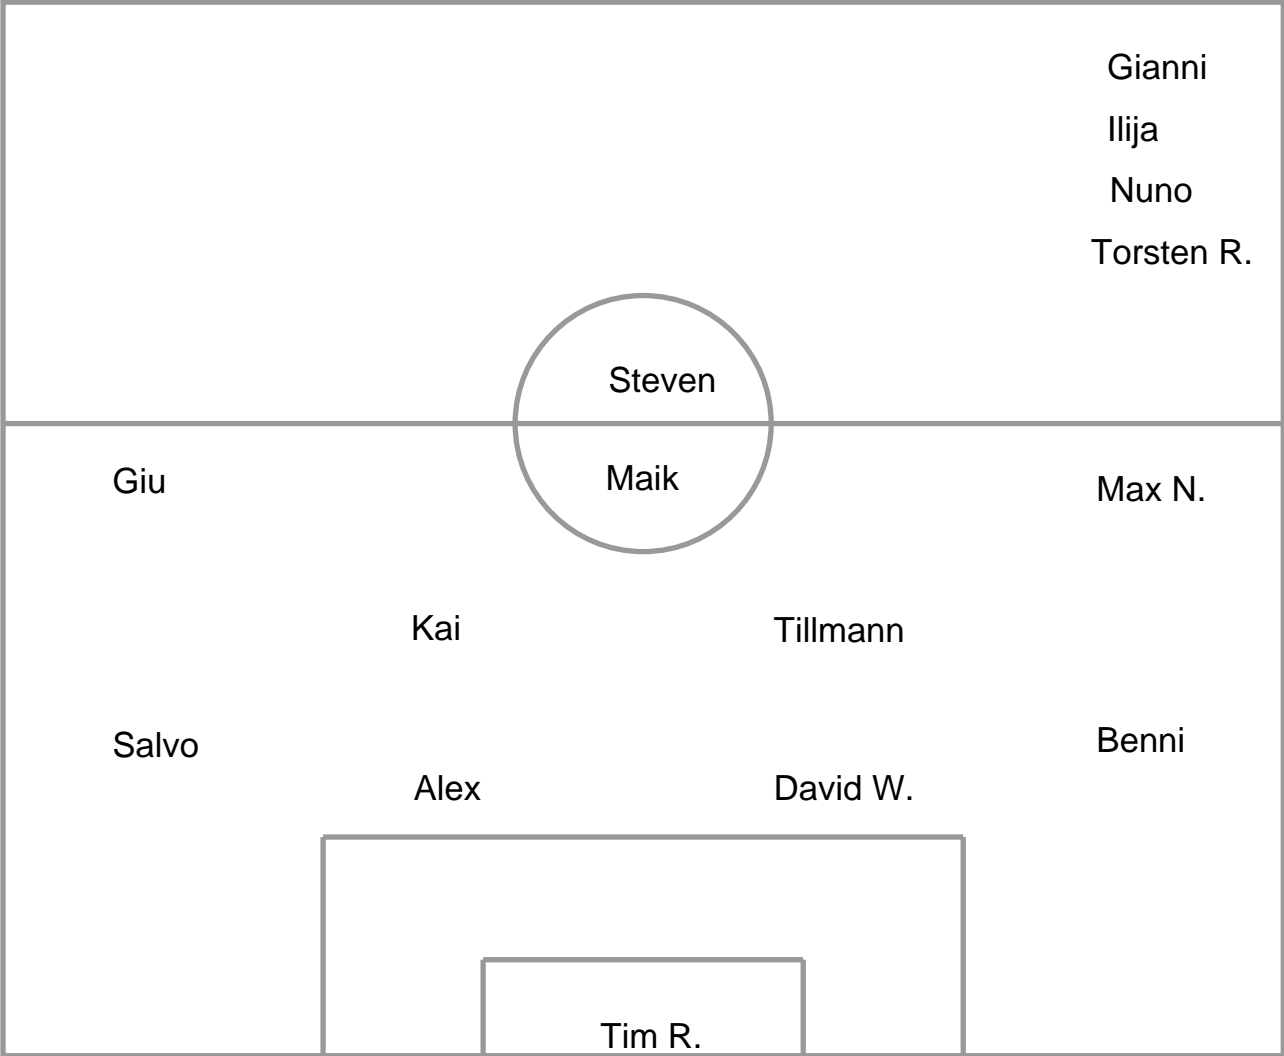 Gianni
Ilija
Nuno
Torsten R.
Steven
Maik
Giu
Max N.
Kai
Tillmann
Salvo
Benni
Alex
David W.
Tim R.